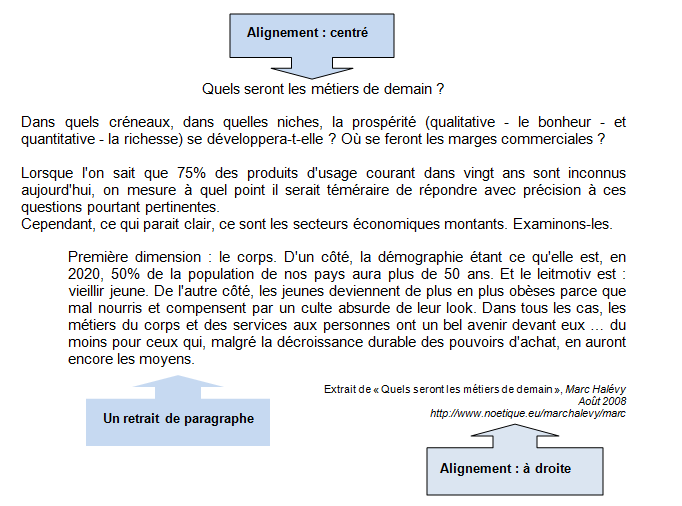 Alignement : centré
Quels seront les métiers de demain ?
Dans quels créneaux, dans quelles niches, la prospérité (qualitative - le bonheur - et
quantitative - la richesse) se développera-t-elle ? Où se feront les marges commerciales ?
Lorsque l'on sait que 75% des produits d'usage courant dans vingt ans sont inconnus
aujourd'hui, on mesure à quel point il serait téméraire de répondre avec précision à ces
questions pourtant pertinentes.
Cependant, ce qui parait clair, ce sont les secteurs économiques montants. Examinons-les.
Première dimension : le corps. D'un côté, la démographie étant ce qu'elle est, en
2020, 50% de la population de nos pays aura plus de 50 ans. Et le leitmotiv est :
vieillir jeune. De l'autre côté, les jeunes deviennent de plus en plus obèses parce que
mal nourris et compensent par un culte absurde de leur look. Dans tous les cas, les
métiers du corps et des services aux personnes ont un bel avenir devant eux ... du
moins pour ceux qui, malgré la décroissance durable des pouvoirs d'achat, en auront
encore les moyens.
Extrait de « Quels seront les métiers de demain », Marc Halévy
Août 2008
http://www.noetique.eu/marchalevy/marc
Un retrait de paragraphe
Alignement : à droite